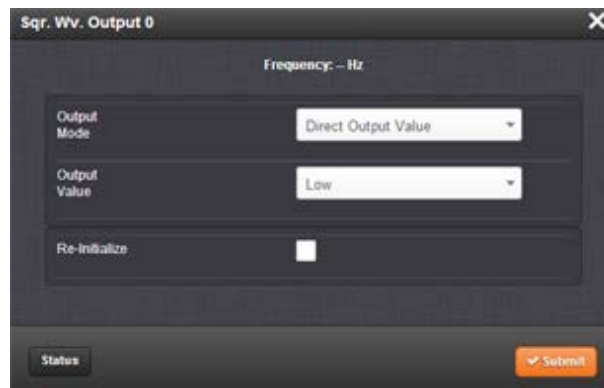 Sqr. Wv. Output 0
Frequency: -- Hz
Output
Mode
Direct Output Value
Output
Value
Low
Re-Initialize
Status
Submit